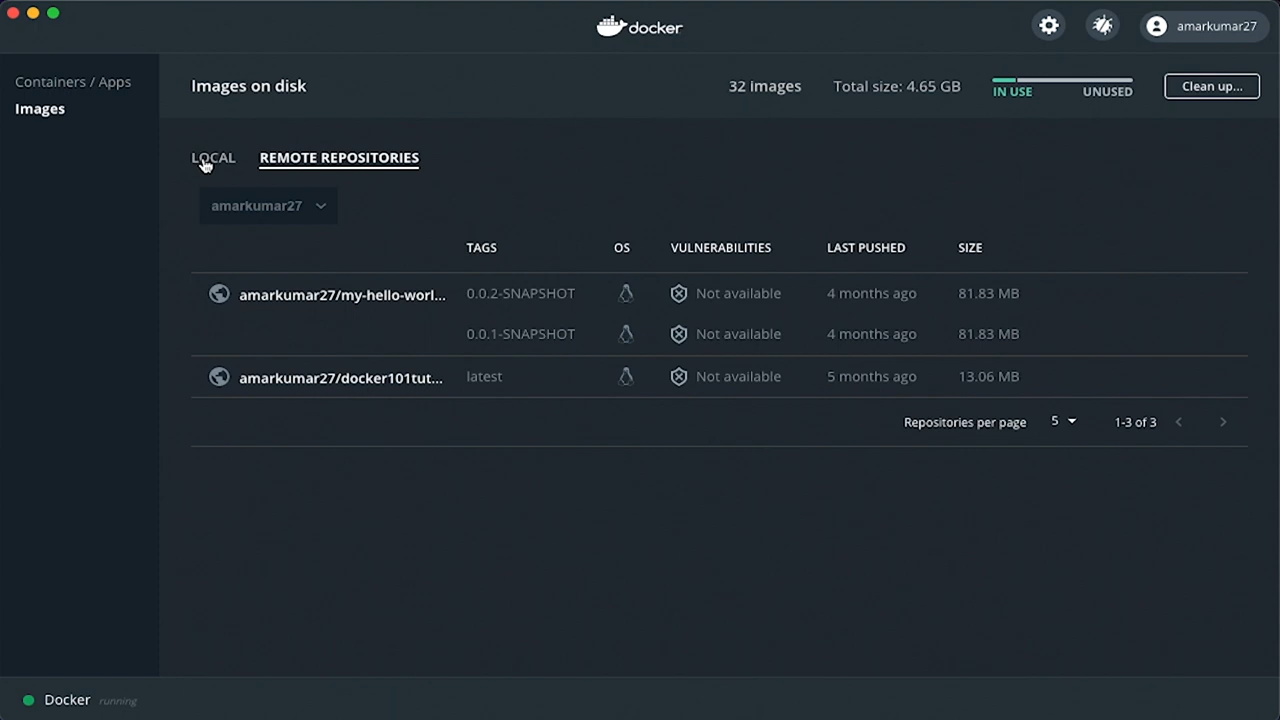 docker
amarkumar27
Containers / Apps
Images
Images on disk
32 images
Total size: 4.65 GB
IN USE
UNUSED
Clean up...
LOCAL
REMOTE REPOSITORIES
amarkumar27
TAGS OS VULNERABILITIES LAST PUSHED SIZE
amarkumar27/my-hello-worl... 0.0.2-SNAPSHOT Not available 4 months ago 81.83 MB
0.0.1-SNAPSHOT Not available 4 months ago 81.83 MB
amarkumar27/docker101tut... latest Not available 5 months ago 13.06 MB
Repositories per page 5 1-3 of 3
Docker running